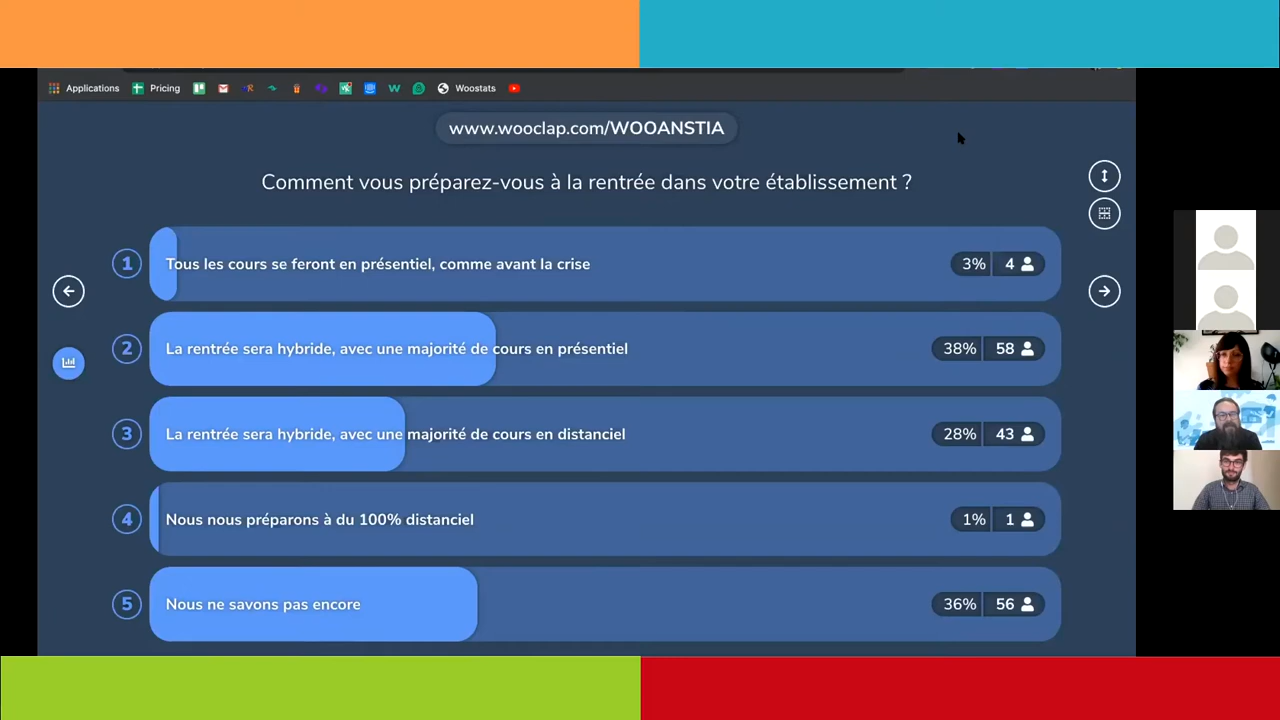 Applications
Pricing
Woostats
www.wooclap.com/WOOANSTIA
Comment vous préparez-vous à la rentrée dans votre établissement ?
1 Tous les cours se feront en présentiel, comme avant la crise 3% 4
2 La rentrée sera hybride, avec une majorité de cours en présentiel 38% 58
3 La rentrée sera hybride, avec une majorité de cours en distanciel 28% 43
4 Nous nous préparons à du 100% distanciel 1% 1
5 Nous ne savons pas encore 36% 56